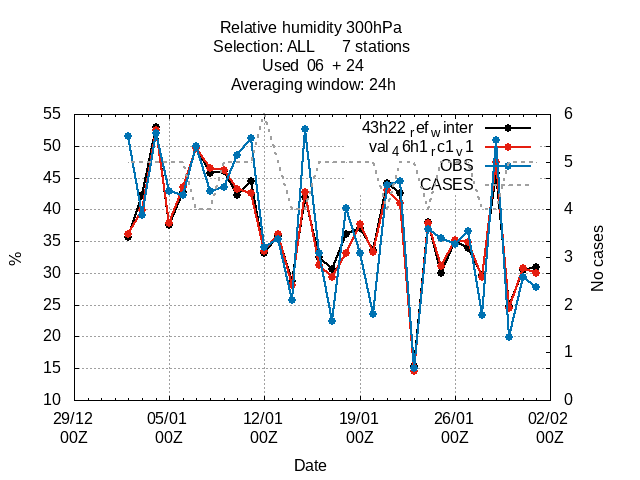 Relative humidity 300hPa
Selection: ALL 7 stations
Used 06 + 24
Averaging window: 24h
55
50
45
40
35
30
25
20
15
10
%
43h22refwinter
val46h1rc1v1
OBS
CASES
6
5
4
3
2
1
0
No cases
29/12 05/01 12/01 19/01 26/01 02/02
00Z 00Z 00Z 00Z 00Z 00Z
Date